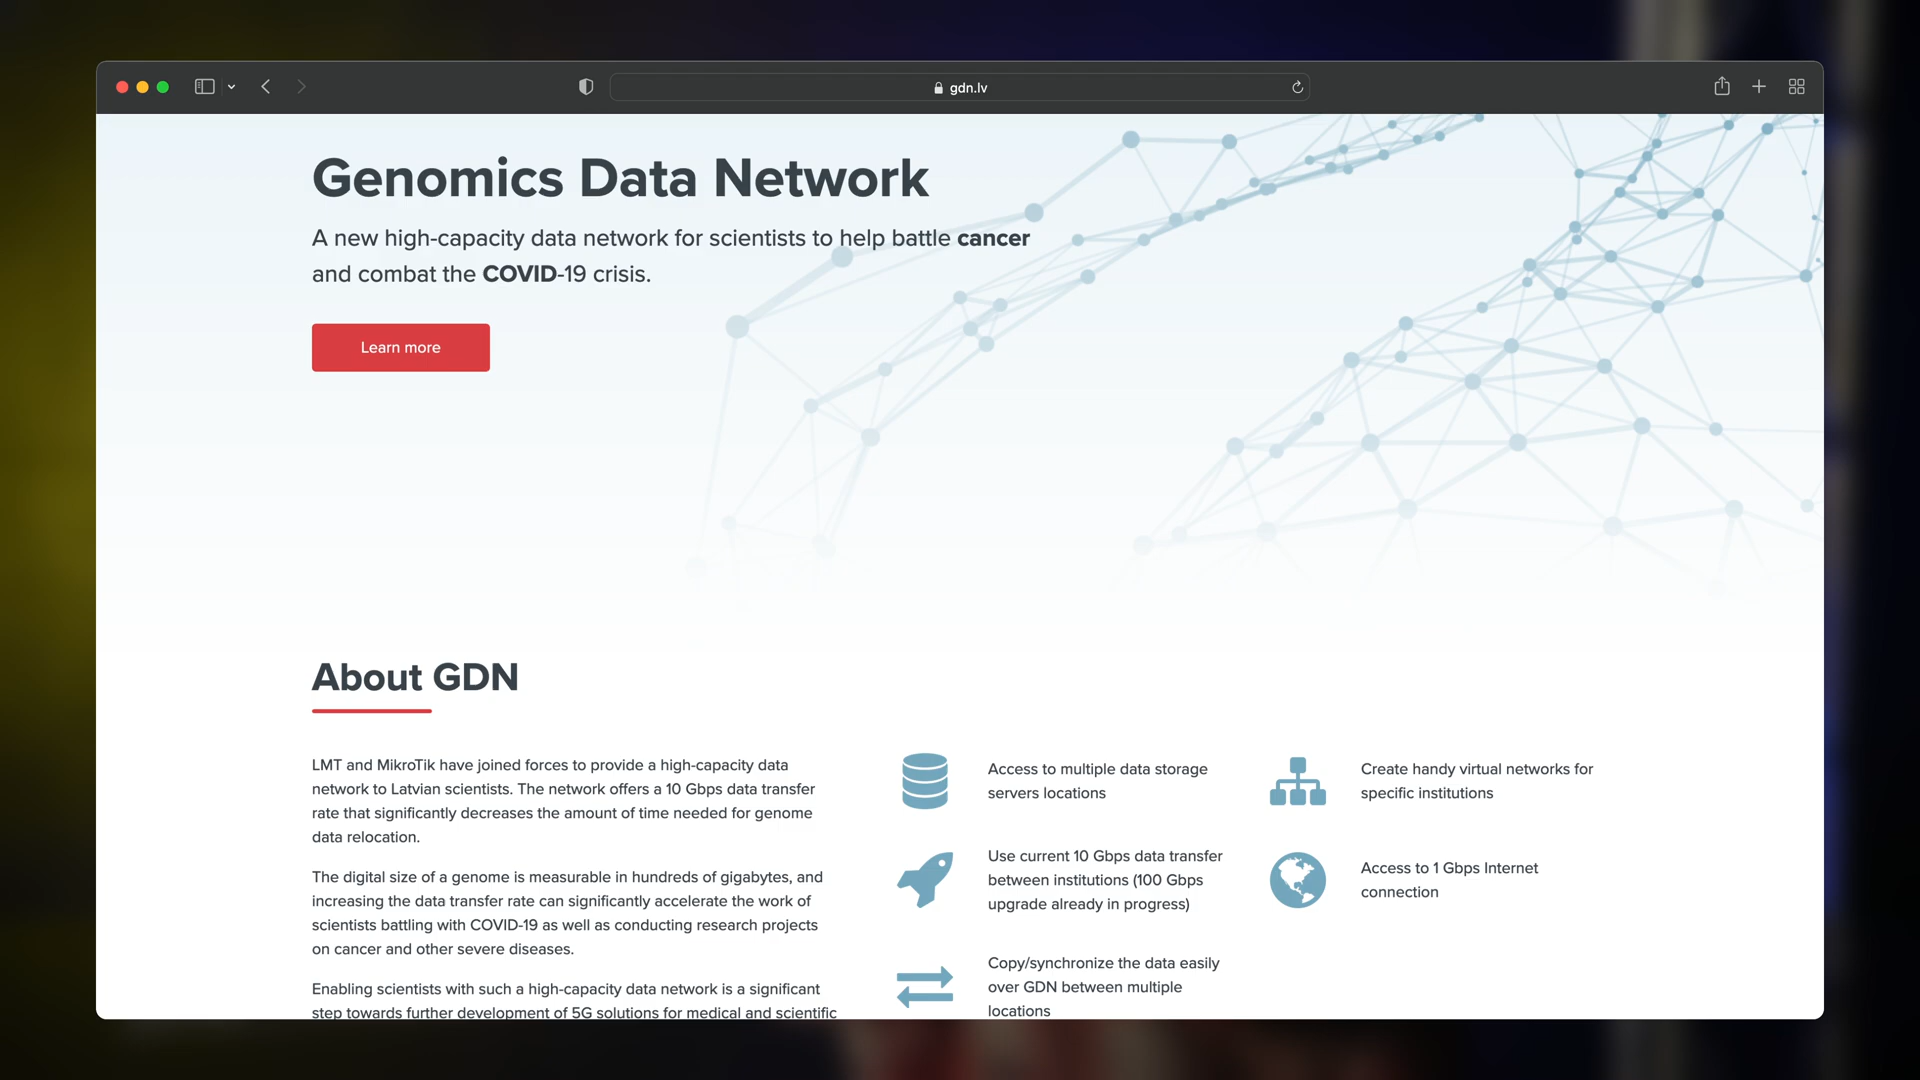 gdn.lv
Genomics Data Network
A new high-capacity data network for scientists to help battle cancer
and combat the COVID-19 crisis.
Learn more
About GDN
LMT and MikroTik have joined forces to provide a high-capacity data
network to Latvian scientists. The network offers a 10 Gbps data transfer
rate that significantly decreases the amount of time needed for genome
data relocation.
The digital size of a genome is measurable in hundreds of gigabytes, and
increasing the data transfer rate can significantly accelerate the work of
scientists battling with COVID-19 as well as conducting research projects
on cancer and other severe diseases.
Enabling scientists with such a high-capacity data network is a significant
step towards further development of 5G solutions for medical and scientific
Access to multiple data storage
servers locations
Use current 10 Gbps data transfer
between institutions (100 Gbps
upgrade already in progress)
Copy/synchronize the data easily
over GDN between multiple
locations
Create handy virtual networks for
specific institutions
Access to 1 Gbps Internet
connection